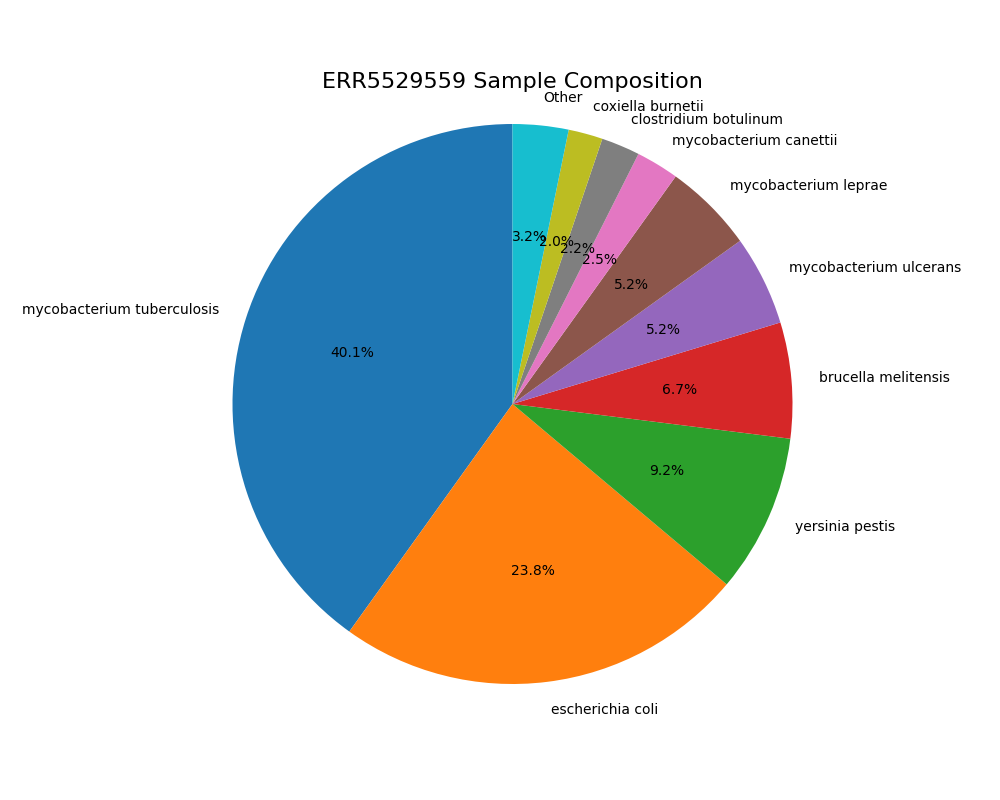 ERR5529559 Sample Composition
Other
coxiella burnetii
clostridium botulinum
mycobacterium canettii
mycobacterium leprae
mycobacterium ulcerans
mycobacterium tuberculosis
brucella melitensis
yersinia pestis
escherichia coli
3.2%
2.0%
2.2%
2.5%
5.2%
5.2%
40.1%
6.7%
9.2%
23.8%